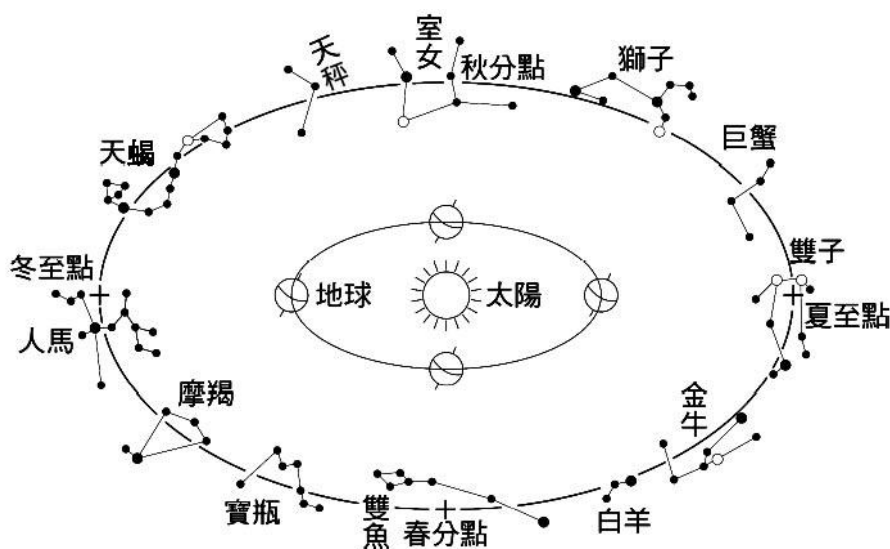 室女
天秤
秋分點
獅子
天蠍
巨蟹
冬至點
地球
太陽
雙子
夏至點
人馬
摩羯
金牛
寶瓶
雙魚
春分點
白羊